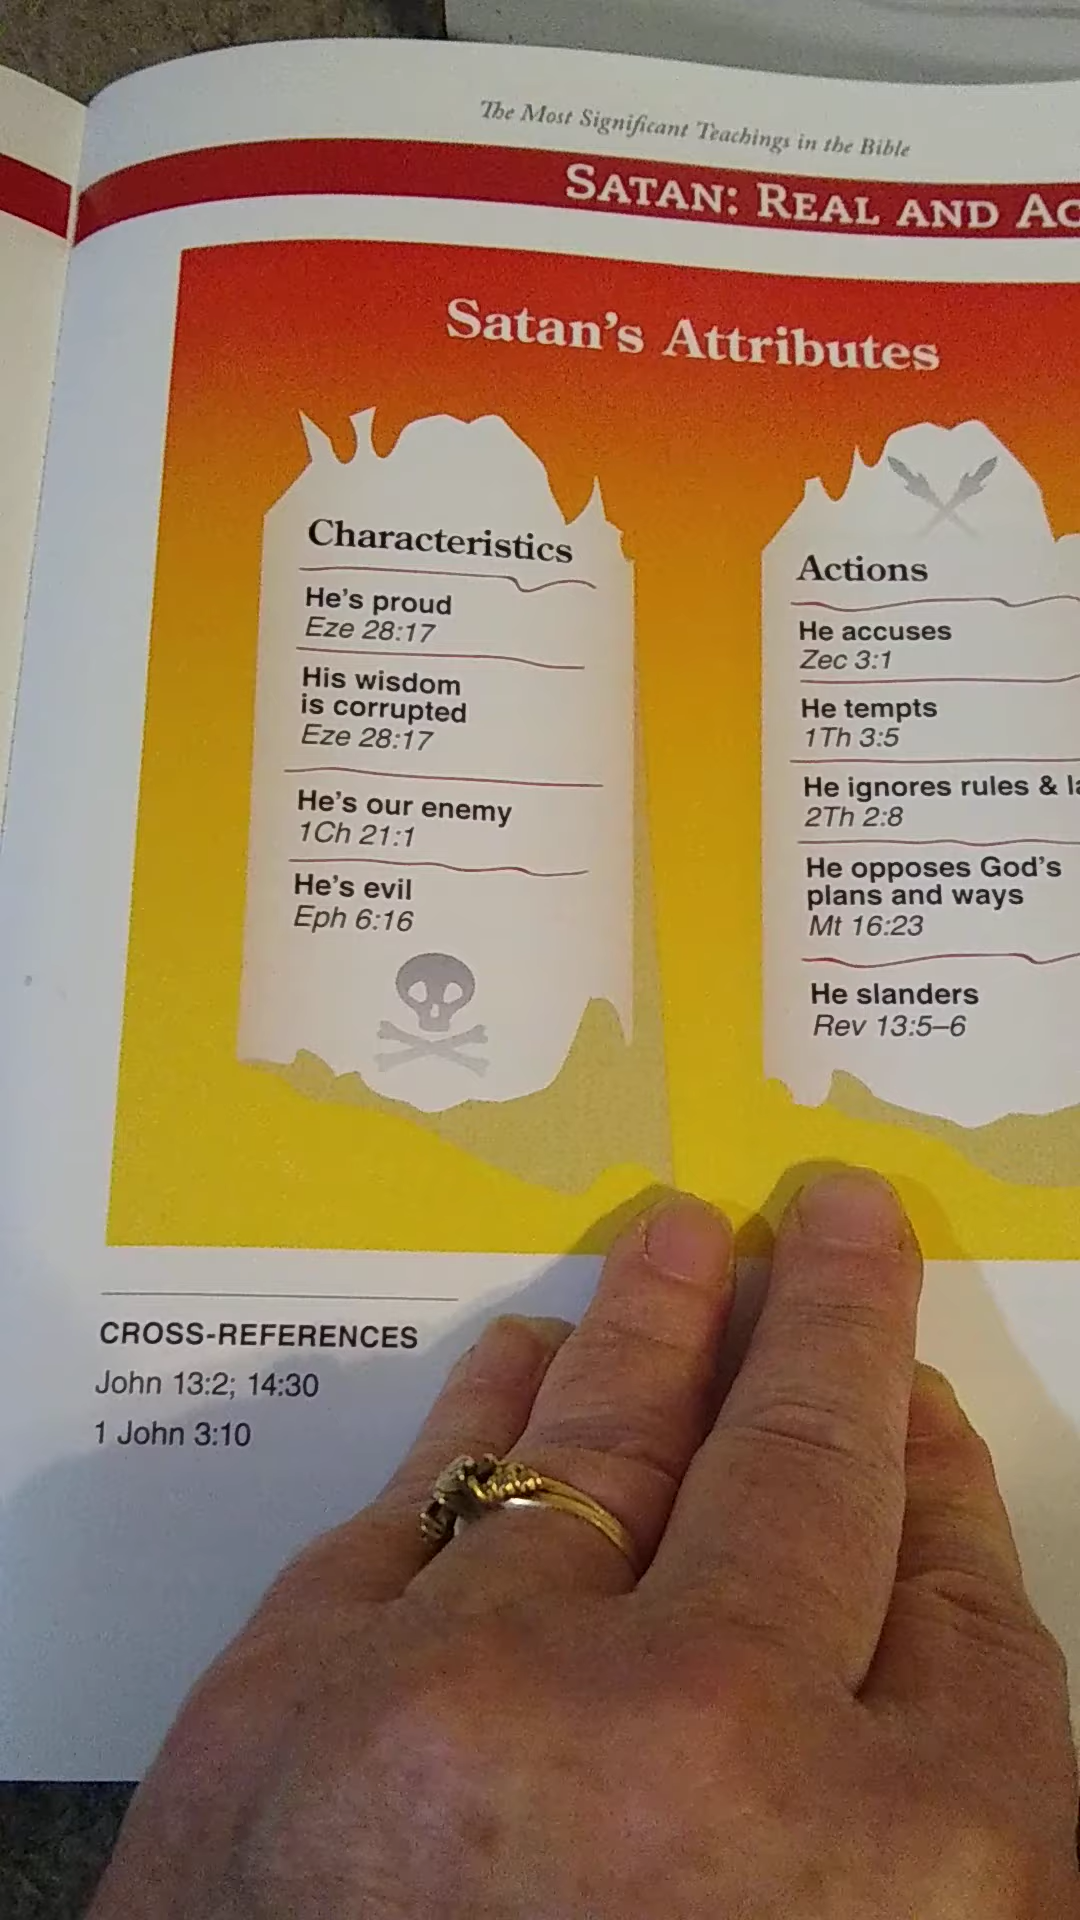 The Most Significant Teachings in the Bible
SATAN: REAL AND
Satan's Attributes
Characteristics
He's proud
Eze 28:17
His wisdom
is corrupted
Eze 28:17
He's our enemy
1Ch 21:1
He's evil
Eph 6:16
Actions
He accuses
Zec 3:1
He tempts
1Th 3:5
He ignores rules &
2Th 2:8
He opposes God's
plans and ways
Mt 16:23
He slanders
Rev 13:5–6
CROSS-REFERENCES
John 13:2; 14:30
1 John 3:10